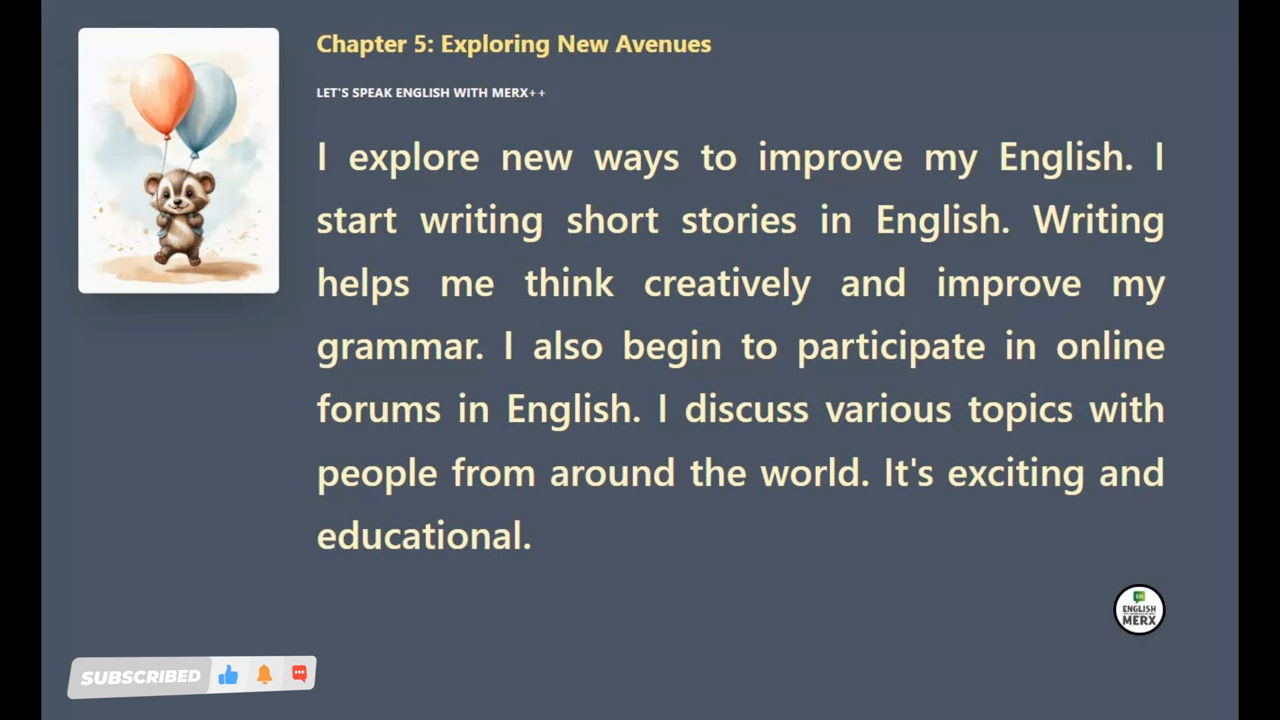 Chapter 5: Exploring New Avenues
LET'S SPEAK ENGLISH WITH MERX++
I explore new ways to improve my English. I
start writing short stories in English. Writing
helps me think creatively and improve my
grammar. I also begin to participate in online
forums in English. I discuss various topics with
people from around the world. It's exciting and
educational.
EN
ENGLISH
MERX
SUBSCRIBED